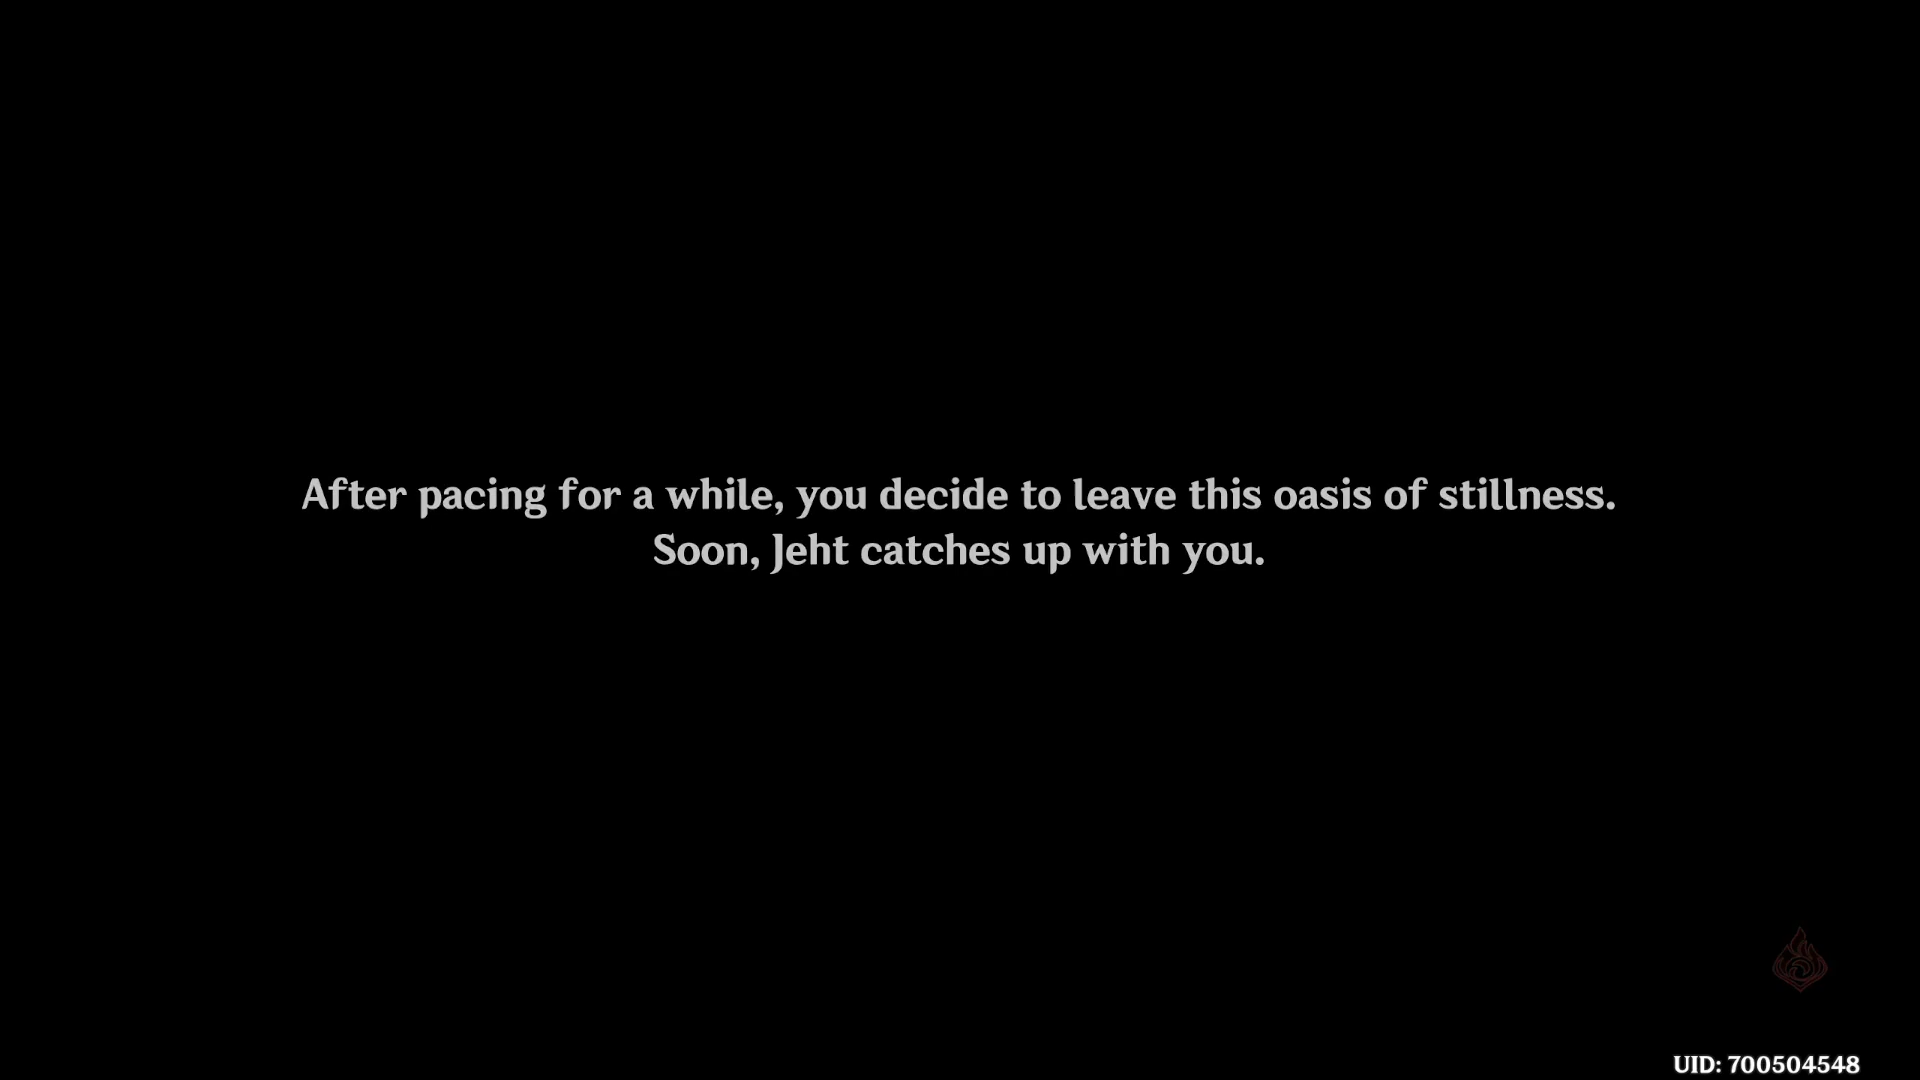 After pacing for a while, you decide to leave this oasis of stillness.
Soon, Jeht catches up with you.
UID: 700504548